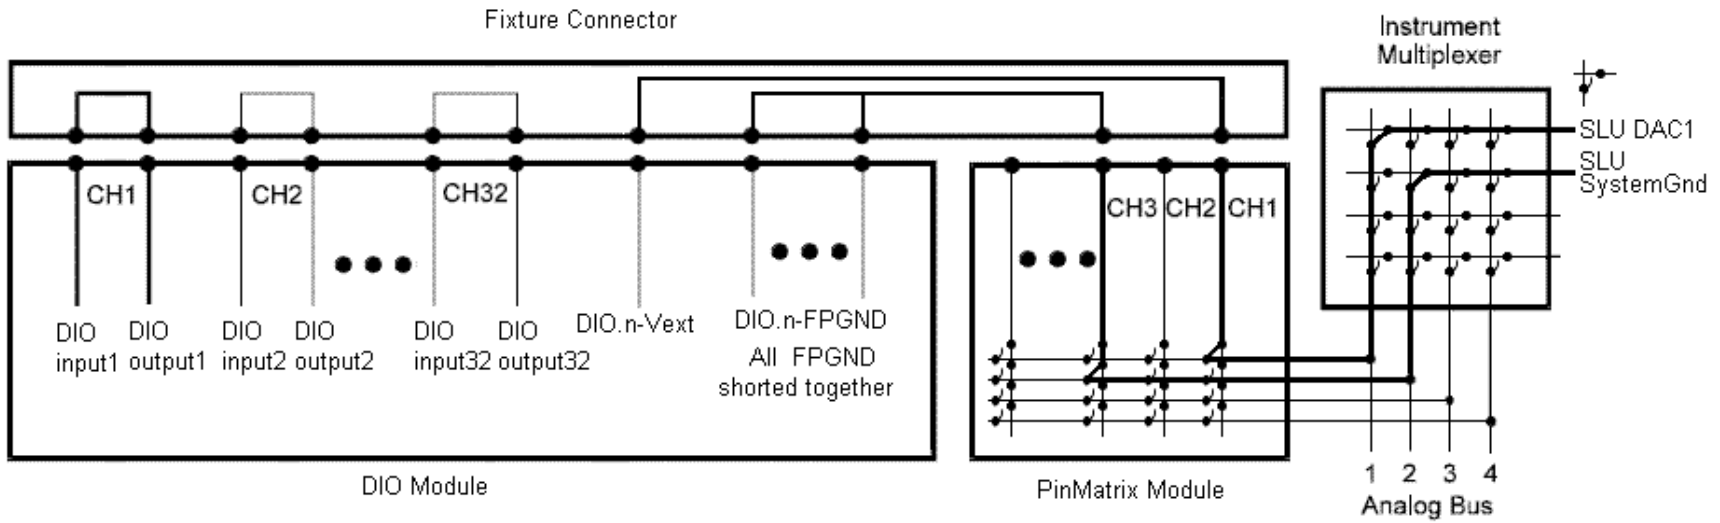 Fixture Connector
Instrument
Multiplexer
SLU DAC1
SLU
SystemGnd
CH1
CH2
CH32
CH3
CH2
CH1
DIO
input1
DIO
output1
DIO
input2
DIO
output2
DIO
input32
DIO
output32
DIO.n-Vext
DIO.n-FPGND
All FPGND
shorted together
DIO Module
PinMatrix Module
1 2 3 4
Analog Bus